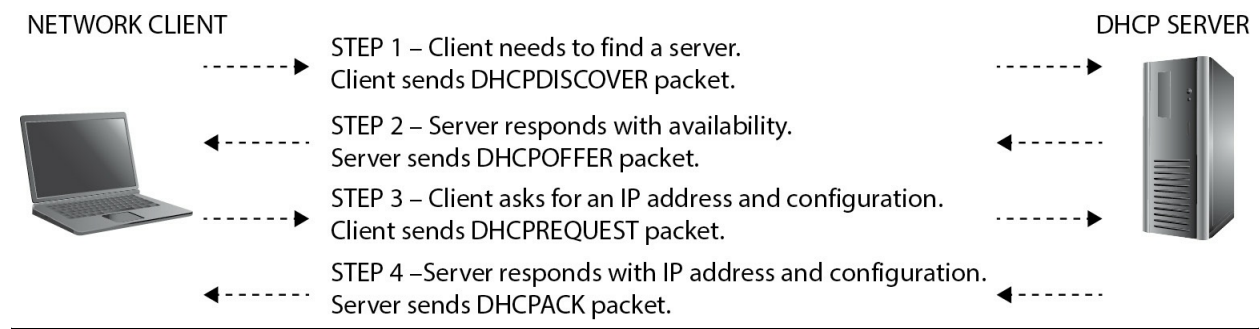 NETWORK CLIENT
DHCP SERVER
STEP 1 – Client needs to find a server.
Client sends DHCPDISCOVER packet.
STEP 2 – Server responds with availability.
Server sends DHCPOFFER packet.
STEP 3 – Client asks for an IP address and configuration.
Client sends DHCPREQUEST packet.
STEP 4 –Server responds with IP address and configuration.
Server sends DHCPACK packet.